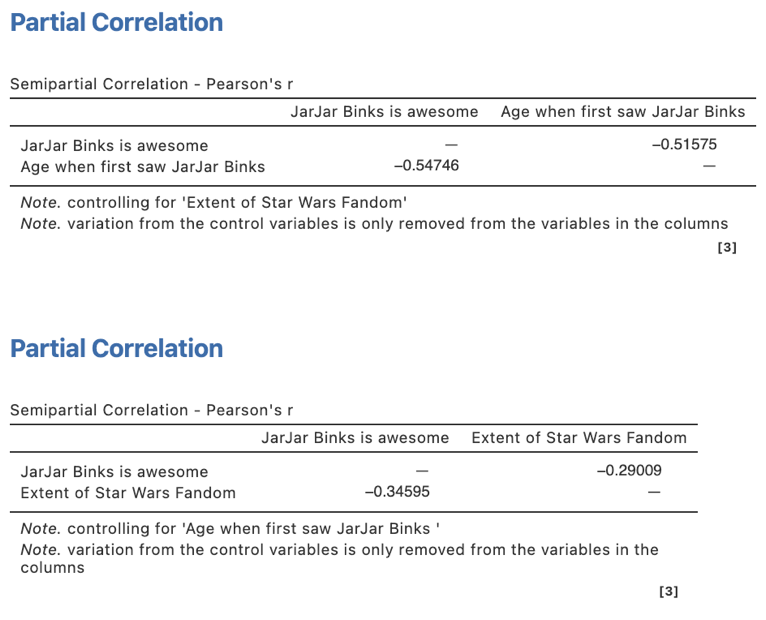 Partial Correlation
Semipartial Correlation - Pearson's r
JarJar Binks is awesome Age when first saw JarJar Binks
JarJar Binks is awesome — −0.51575
Age when first saw JarJar Binks −0.54746 —
Note. controlling for 'Extent of Star Wars Fandom'
Note. variation from the control variables is only removed from the variables in the columns
[3]
Partial Correlation
Semipartial Correlation - Pearson's r
JarJar Binks is awesome Extent of Star Wars Fandom
JarJar Binks is awesome — −0.29009
Extent of Star Wars Fandom −0.34595 —
Note. controlling for 'Age when first saw JarJar Binks '
Note. variation from the control variables is only removed from the variables in the
columns
[3]